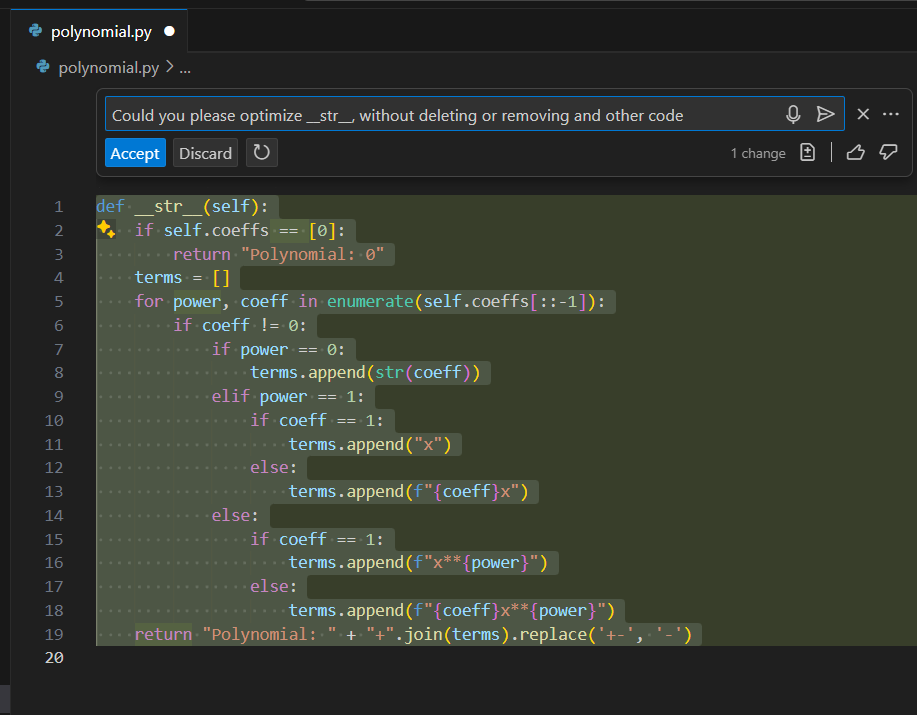 polynomial.py
polynomial.py > ...
Could you please optimize __str__, without deleting or removing and other code
Accept Discard
1 change
1 def __str__(self):
2     if self.coeffs == [0]:
3         return "Polynomial: 0"
4     terms = []
5     for power, coeff in enumerate(self.coeffs[::-1]):
6         if coeff != 0:
7             if power == 0:
8                 terms.append(str(coeff))
9             elif power == 1:
10                 if coeff == 1:
11                     terms.append("x")
12                 else:
13                     terms.append(f"{coeff}x")
14             else:
15                 if coeff == 1:
16                     terms.append(f"x**{power}")
17                 else:
18                     terms.append(f"{coeff}x**{power}")
19     return "Polynomial: " + "+".join(terms).replace('+-', '-')
20